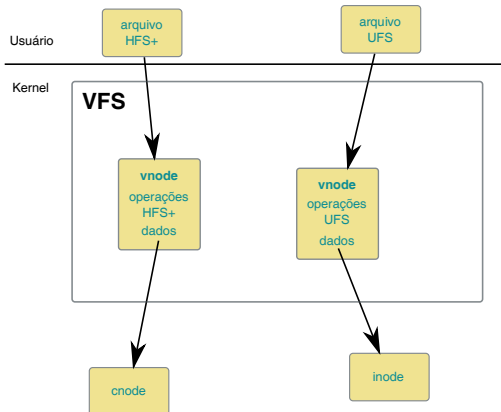 arquivo
HFS+
arquivo
UFS
Usuário
Kernel
VFS
vnode
operações
HFS+
dados
vnode
operações
UFS
dados
cnode
inode